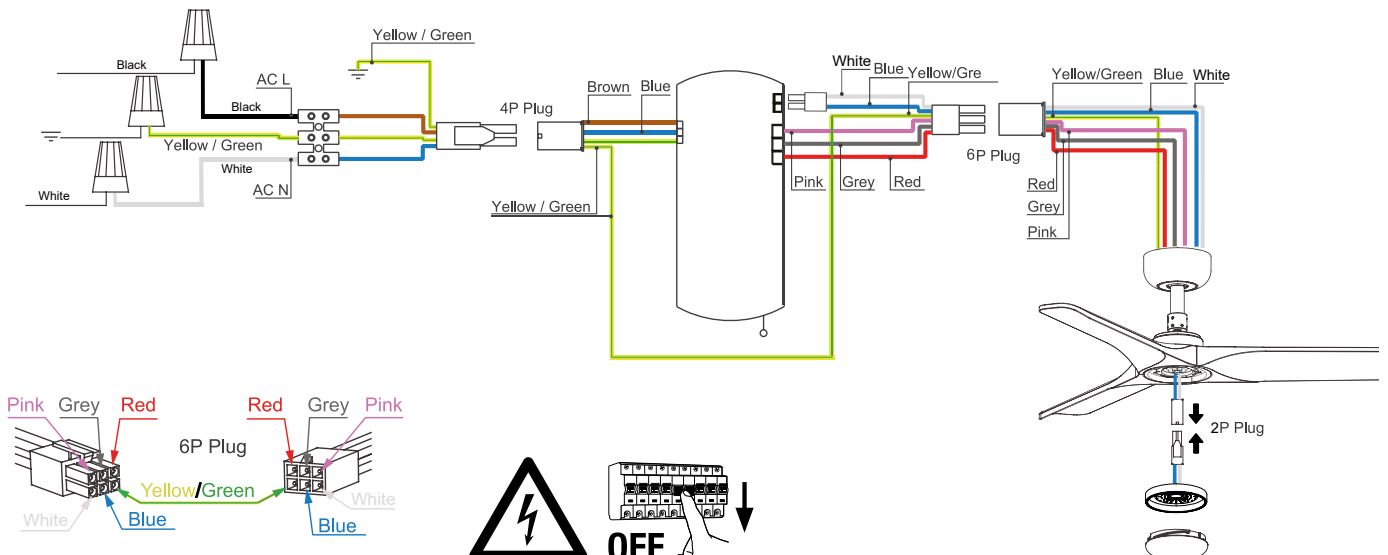 Black
AC L
Black
Yellow / Green
White
White
AC N
Yellow / Green
4P Plug
Brown
Blue
Yellow / Green
White
Blue
Yellow/Gre
Pink
Grey
Red
6P Plug
Yellow/Green
Blue
White
Red
Grey
Pink
2P Plug
Pink
Grey
Red
6P Plug
Red
Grey
Pink
Yellow/Green
White
Blue
White
Blue
OFF